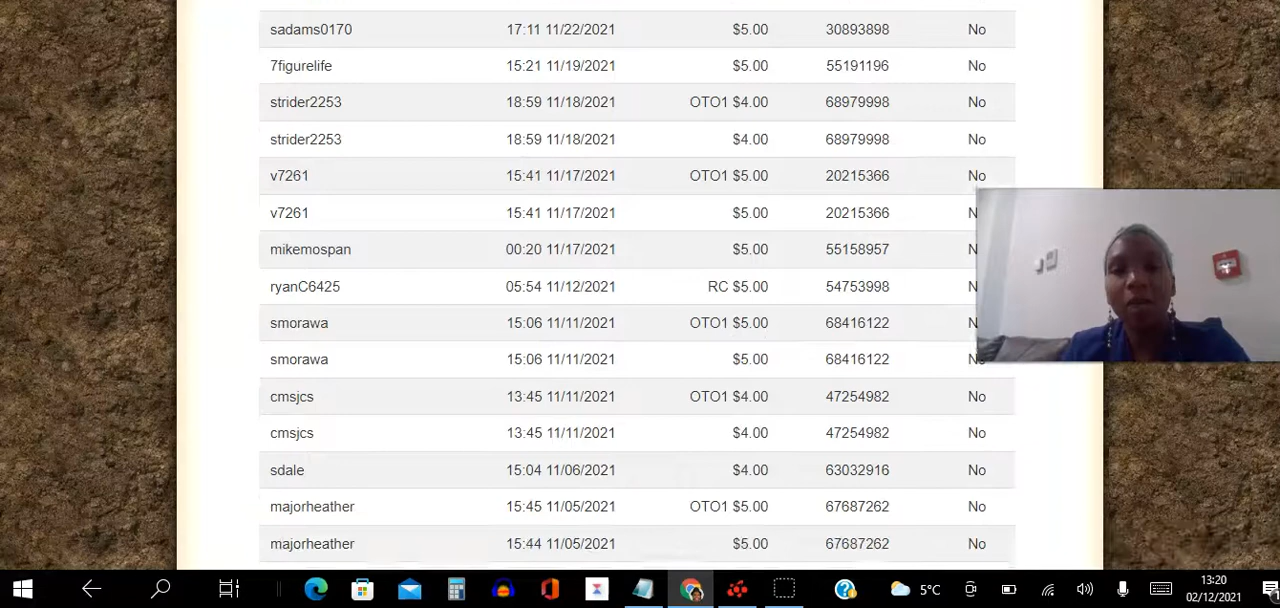 sadams0170 17:11 11/22/2021 $5.00 30893898 No
7figurelife 15:21 11/19/2021 $5.00 55191196 No
strider2253 18:59 11/18/2021 OTO1 $4.00 68979998 No
strider2253 18:59 11/18/2021 $4.00 68979998 No
v7261 15:41 11/17/2021 OTO1 $5.00 20215366 No
v7261 15:41 11/17/2021 $5.00 20215366 N
mikemospan 00:20 11/17/2021 $5.00 55158957 N
ryanC6425 05:54 11/12/2021 RC $5.00 54753998 N
smorawa 15:06 11/11/2021 OTO1 $5.00 68416122 N
smorawa 15:06 11/11/2021 $5.00 68416122 No
cmsjcs 13:45 11/11/2021 OTO1 $4.00 47254982 No
cmsjcs 13:45 11/11/2021 $4.00 47254982 No
sdale 15:04 11/06/2021 $4.00 63032916 No
majorheather 15:45 11/05/2021 OTO1 $5.00 67687262 No
majorheather 15:44 11/05/2021 $5.00 67687262 No
5°C 13:20
02/12/2021